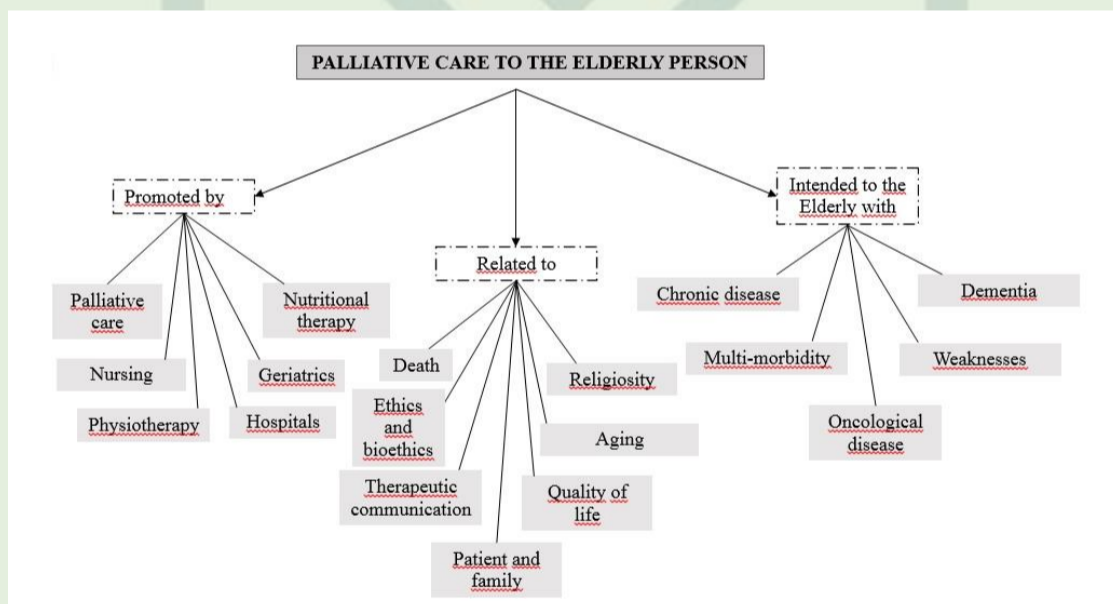 PALLIATIVE CARE TO THE ELDERLY PERSON
Promoted by
Palliative
care
Nursing
Physiotherapy
Hospitals
Geriatrics
Nutritional
therapy
Related to
Death
Ethics
and
bioethics
Therapeutic
communication
Patient and
family
Quality of
life
Aging
Religiosity
Intended to the
Elderly with
Chronic disease
Multi-morbidity
Oncological
disease
Weaknesses
Dementia